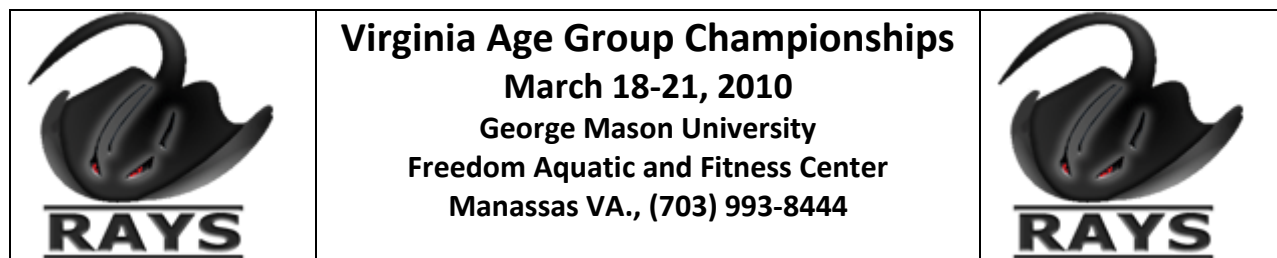 RAYS
Virginia Age Group Championships
March 18-21, 2010
George Mason University
Freedom Aquatic and Fitness Center
Manassas VA., (703) 993-8444
RAYS